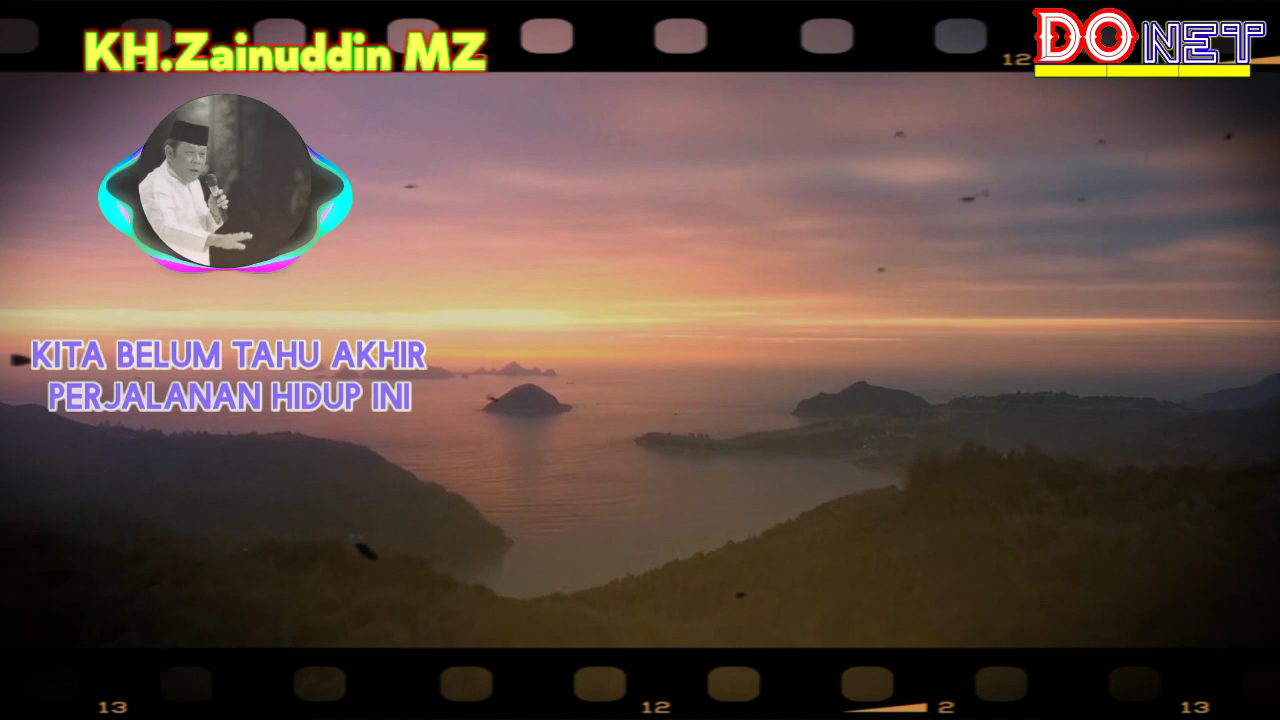 KH.Zainuddin MZ
DONET
12
KITA BELUM TAHU AKHIR
PERJALANAN HIDUP INI
13
12
2
13